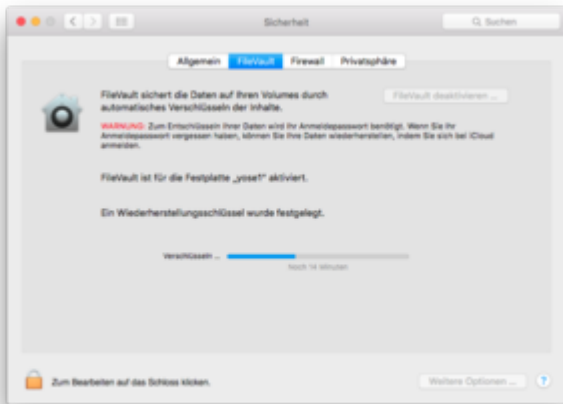 Sicherheit
Suchen
Allgemein FileVault Firewall Privatsphäre
FileVault sichert die Daten auf Ihren Volumes durch
automatisches Verschlüsseln der Inhalte.
FileVault deaktivieren ...
WARNUNG: Zum Entschlüsseln Ihrer Daten wird Ihr Anmeldepasswort benötigt. Wenn Sie Ihr
Anmeldepasswort vergessen haben, können Sie Ihre Daten wiederherstellen, indem Sie sich bei iCloud
anmelden.
FileVault ist für die Festplatte „yose1“ aktiviert.
Ein Wiederherstellungsschlüssel wurde festgelegt.
Verschlüsseln ...
Noch 14 Minuten
Zum Bearbeiten auf das Schloss klicken.
Weitere Optionen ...
?